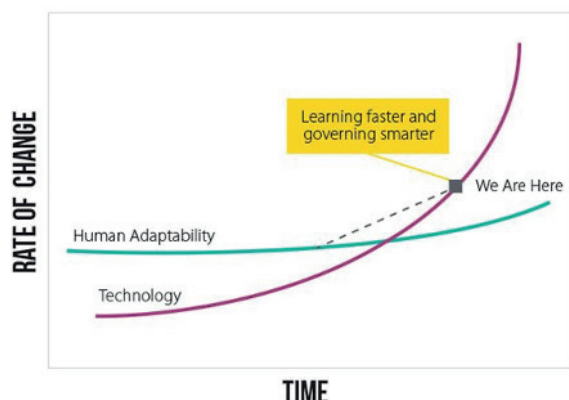 RATE OF CHANGE
Learning faster and
governing smarter
We Are Here
Human Adaptability
Technology
TIME